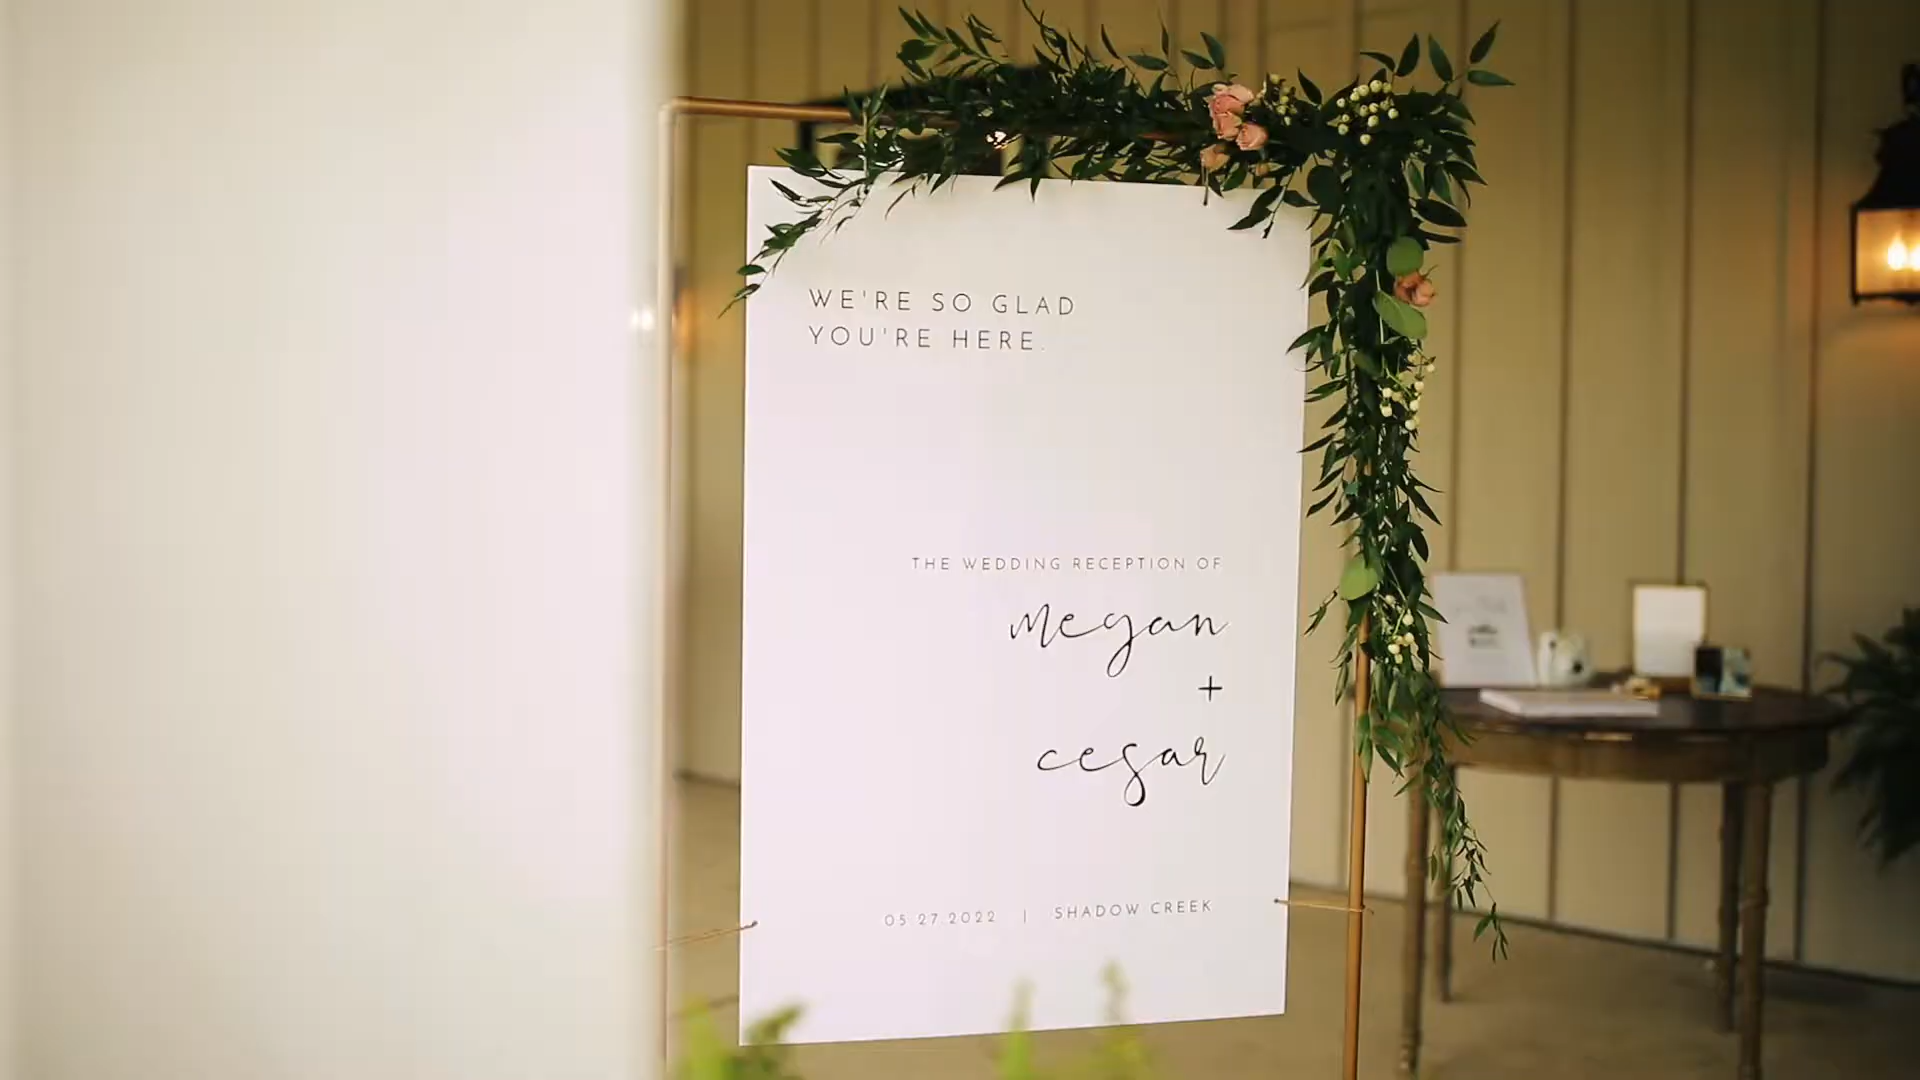 WE'RE SO GLAD
YOU'RE HERE.
THE WEDDING RECEPTION OF
megan
+
cesar
05.27.2022 | SHADOW CREEK